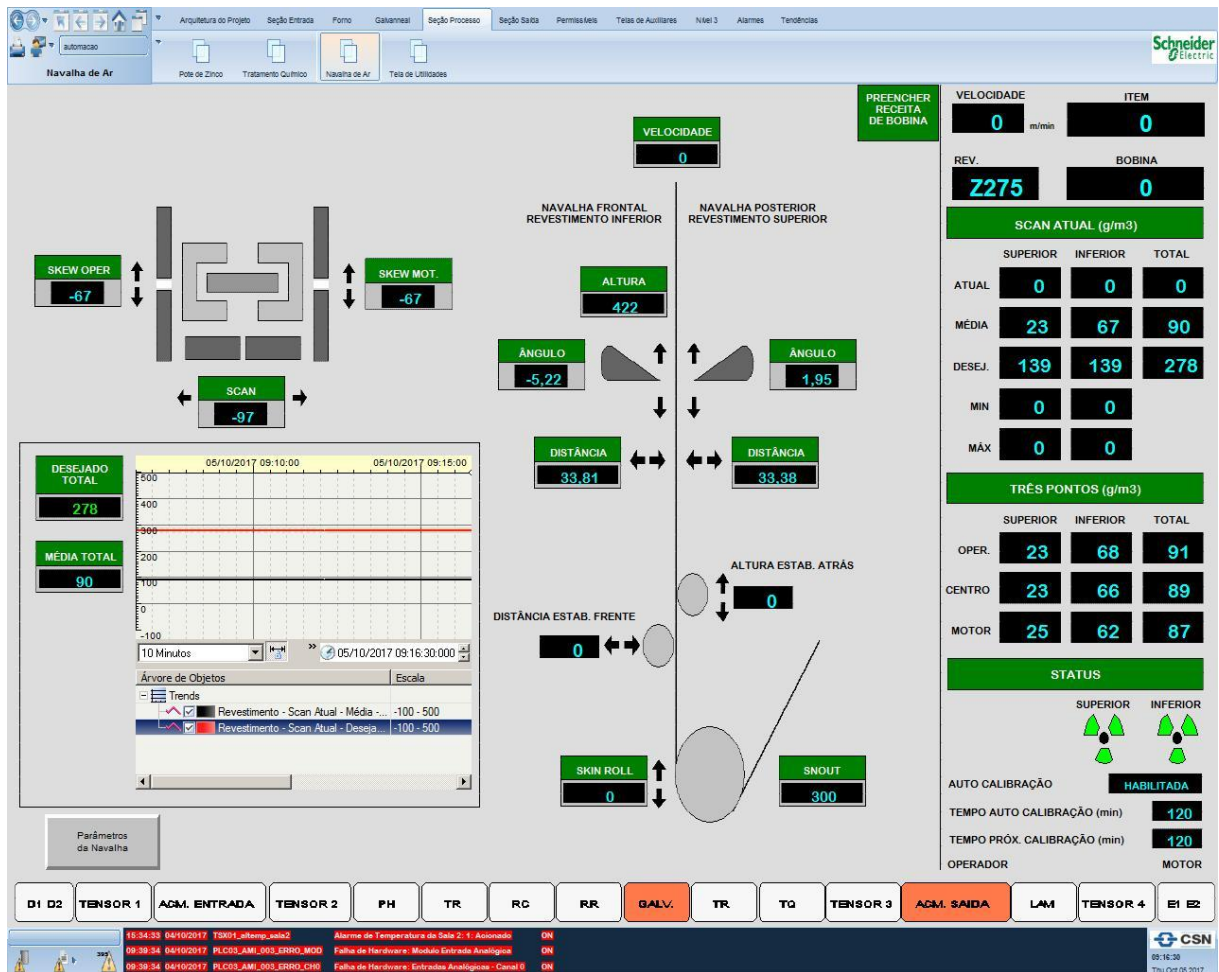 Arquitetura do Projeto Seção Entrada Forno Galvanneal Seção Processo Seção Saída Permissíveis Telas de Auxiliares Nível 3 Alarmes Tendências
automacao
Schneider
Electric
Navalha de Ar
Pote de Zinco Tratamento Químico Navalha de Ar Tela de Utilidades
PREENCHER
RECEITA
DE BOBINA
VELOCIDADE
0
NAVALHA FRONTAL
REVESTIMENTO INFERIOR
NAVALHA POSTERIOR
REVESTIMENTO SUPERIOR
SKEW OPER
-67
SKEW MOT.
-67
SCAN
-97
ALTURA
422
ÂNGULO
-5,22
ÂNGULO
1,95
DISTÂNCIA
33,81
DISTÂNCIA
33,38
ALTURA ESTAB. ATRÁS
0
DISTÂNCIA ESTAB. FRENTE
0
SKIN ROLL
0
SNOUT
300
DESEJADO
TOTAL
278
MÉDIA TOTAL
90
05/10/2017 09:10:00 05/10/2017 09:15:00
500
400
300
200
100
0
-100
10 Minutos » 05/10/2017 09:16:30:000
Árvore de Objetos Escala
Trends
Revestimento - Scan Atual - Média -... -100 - 500
Revestimento - Scan Atual - Deseja... -100 - 500
Parâmetros
da Navalha
VELOCIDADE ITEM
0 m/min 0
REV. BOBINA
Z275 0
SCAN ATUAL (g/m3)
SUPERIOR INFERIOR TOTAL
ATUAL 0 0 0
MÉDIA 23 67 90
DESEJ. 139 139 278
MIN 0 0
MÁX 0 0
TRÊS PONTOS (g/m3)
SUPERIOR INFERIOR TOTAL
OPER. 23 68 91
CENTRO 23 66 89
MOTOR 25 62 87
STATUS
SUPERIOR INFERIOR
AUTO CALIBRAÇÃO HABILITADA
TEMPO AUTO CALIBRAÇÃO (min) 120
TEMPO PRÓX. CALIBRAÇÃO (min) 120
OPERADOR MOTOR
D1 D2 TENSOR 1 ACM. ENTRADA TENSOR 2 PH TR RC RR GALV. TR TQ TENSOR 3 ACM. SAIDA LAM TENSOR 4 E1 E2
15:34:33 04/10/2017 TSX01_altemp_sala2 Alarme de Temperatura da Sala 2: 1: Acionado ON
09:39:34 04/10/2017 PLC03_AMI_003_ERRO_MOD Falha de Hardware: Modulo Entrada Analógica ON
09:39:34 04/10/2017 PLC03_AMI_003_ERRO_CH0 Falha de Hardware: Entradas Analógicas - Canal 0 ON
CSN
09:16:30
Thu Oct 05 2017